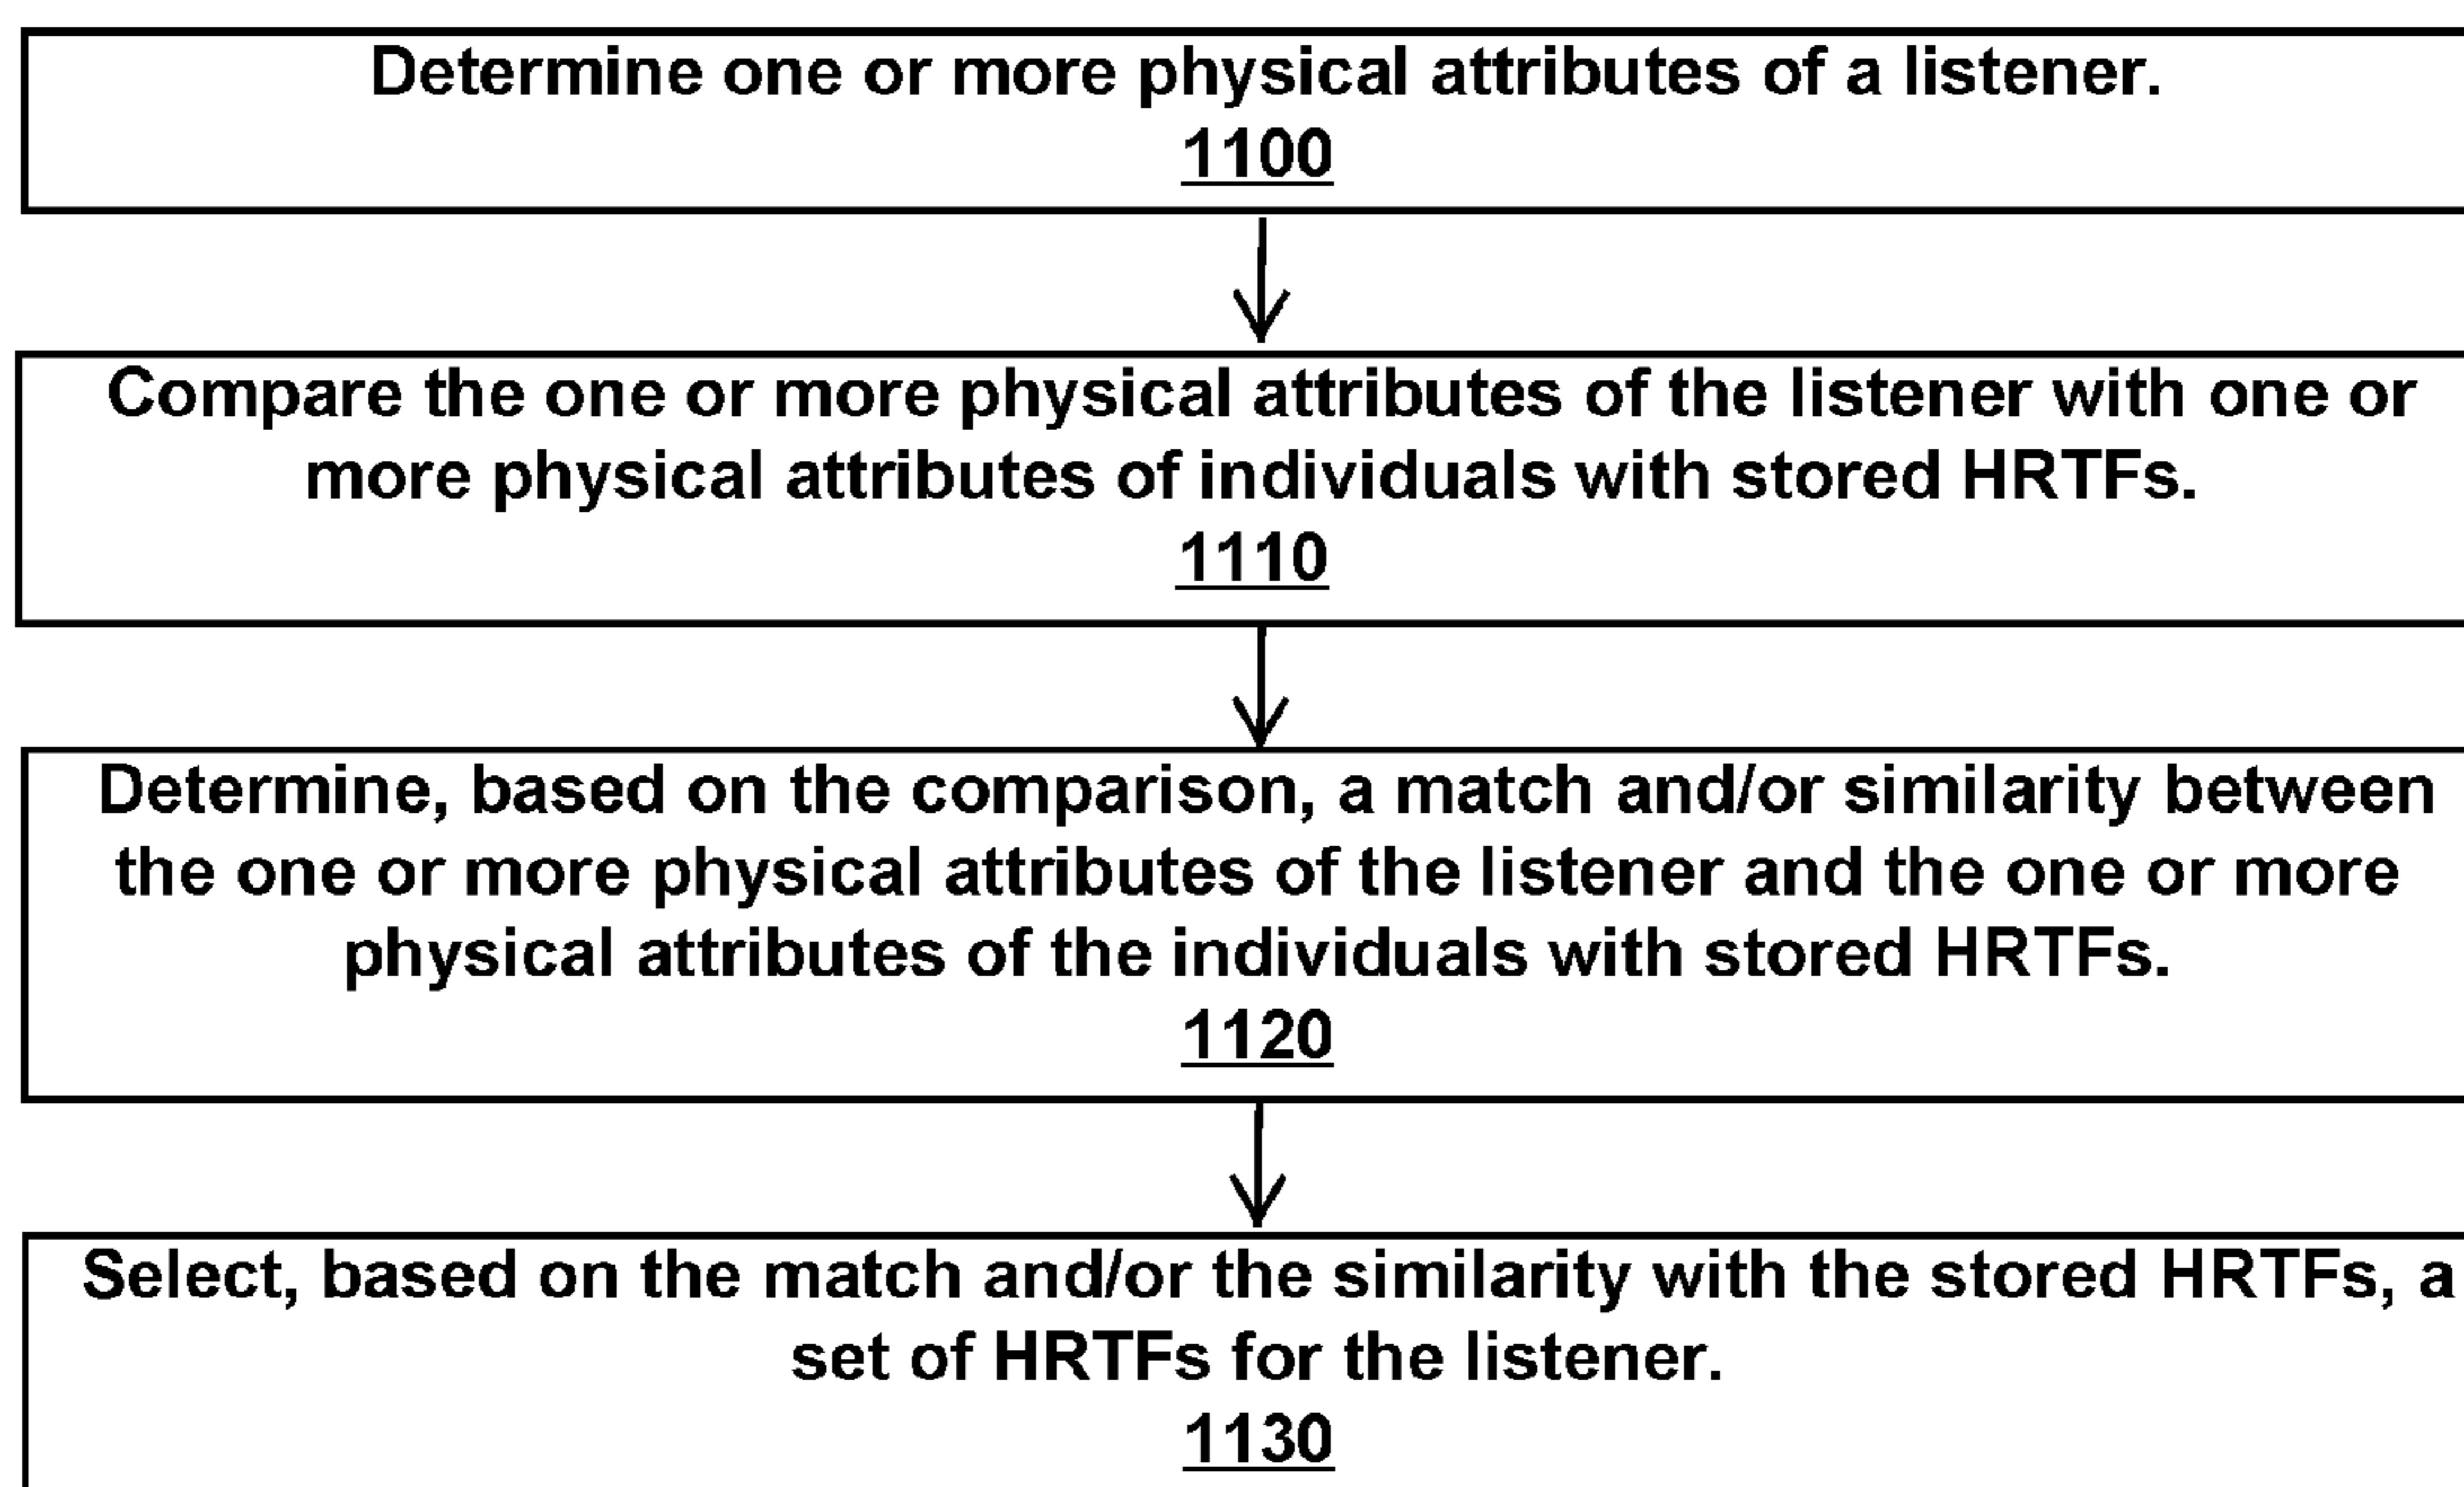 Determine one or more physical attributes of a listener.
1100
Compare the one or more physical attributes of the listener with one or
more physical attributes of individuals with stored HRTFs.
1110
Determine, based on the comparison, a match and/or similarity between
the one or more physical attributes of the listener and the one or more
physical attributes of the individuals with stored HRTFs.
1120
Select, based on the match and/or the similarity with the stored HRTFs, a
set of HRTFs for the listener.
1130